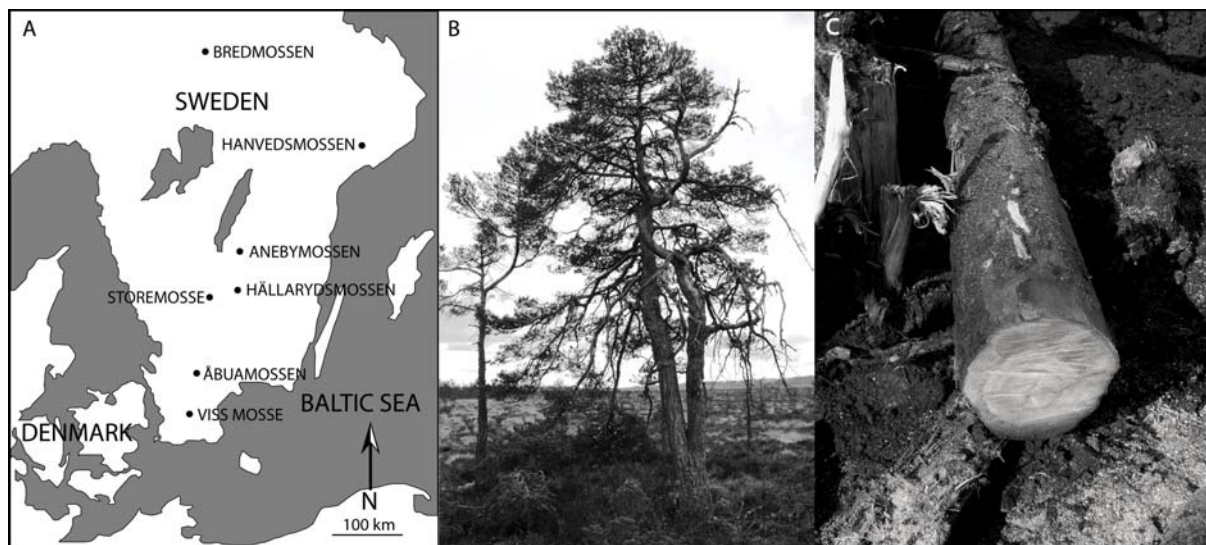 A
BREDMOSSEN
SWEDEN
HANVEDSMOSSEN
ANEBYMOSSEN
HÄLLARYDSMOSSEN
STOREMOSSE
ÅBUAMOSSEN
BALTIC SEA
VISS MOSSE
DENMARK
N
100 km
B
C